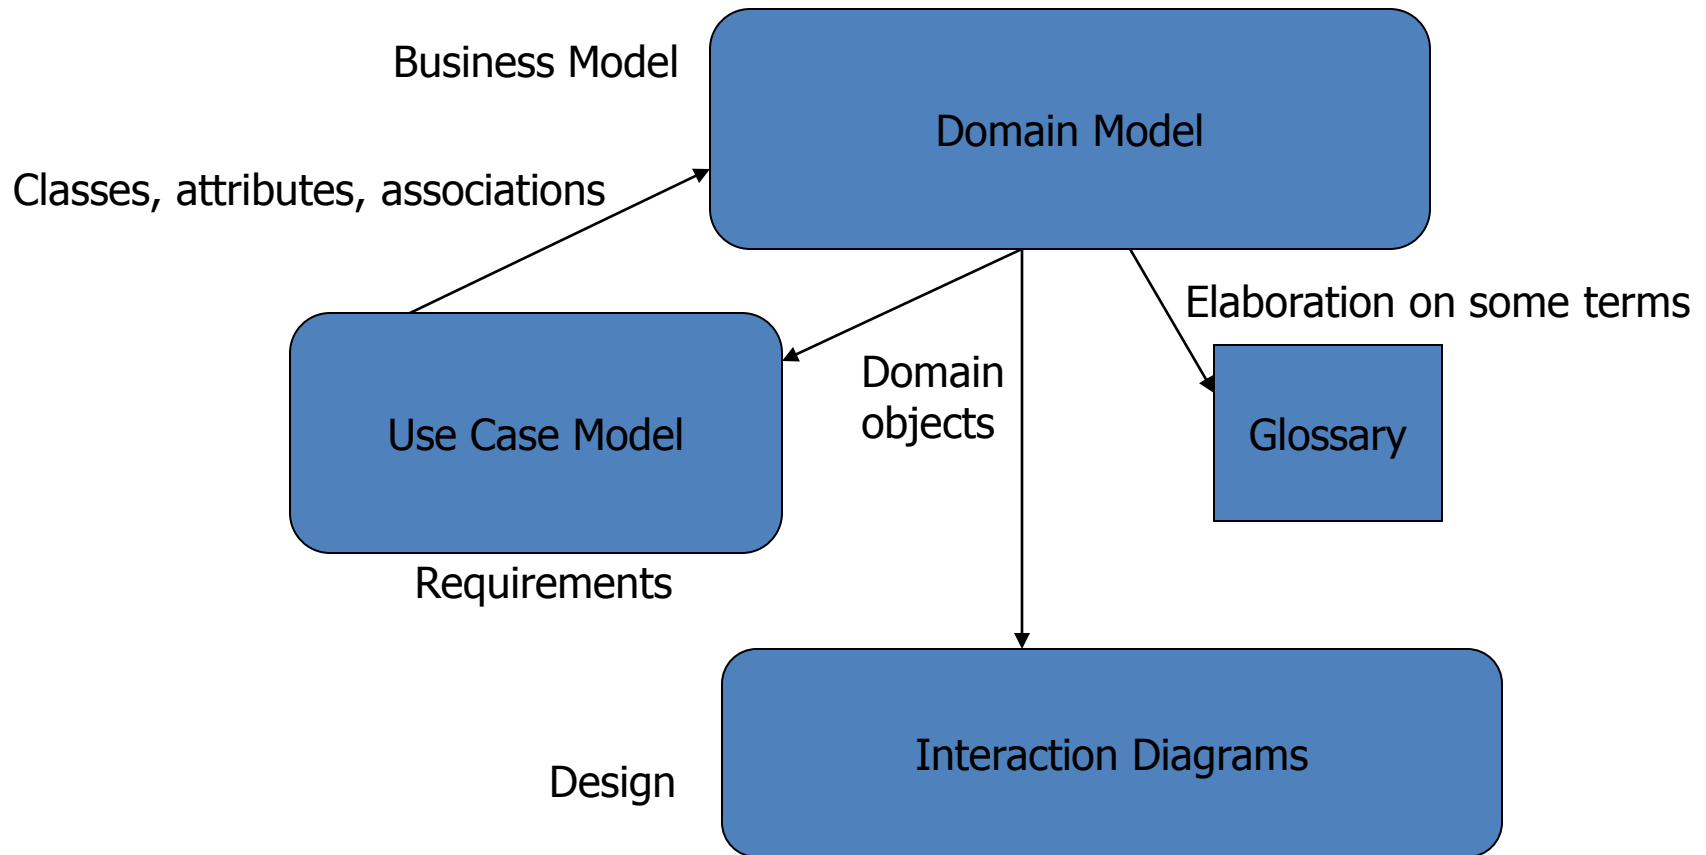 Business Model
Domain Model
Classes, attributes, associations
Elaboration on some terms
Domain
objects
Use Case Model
Glossary
Requirements
Interaction Diagrams
Design